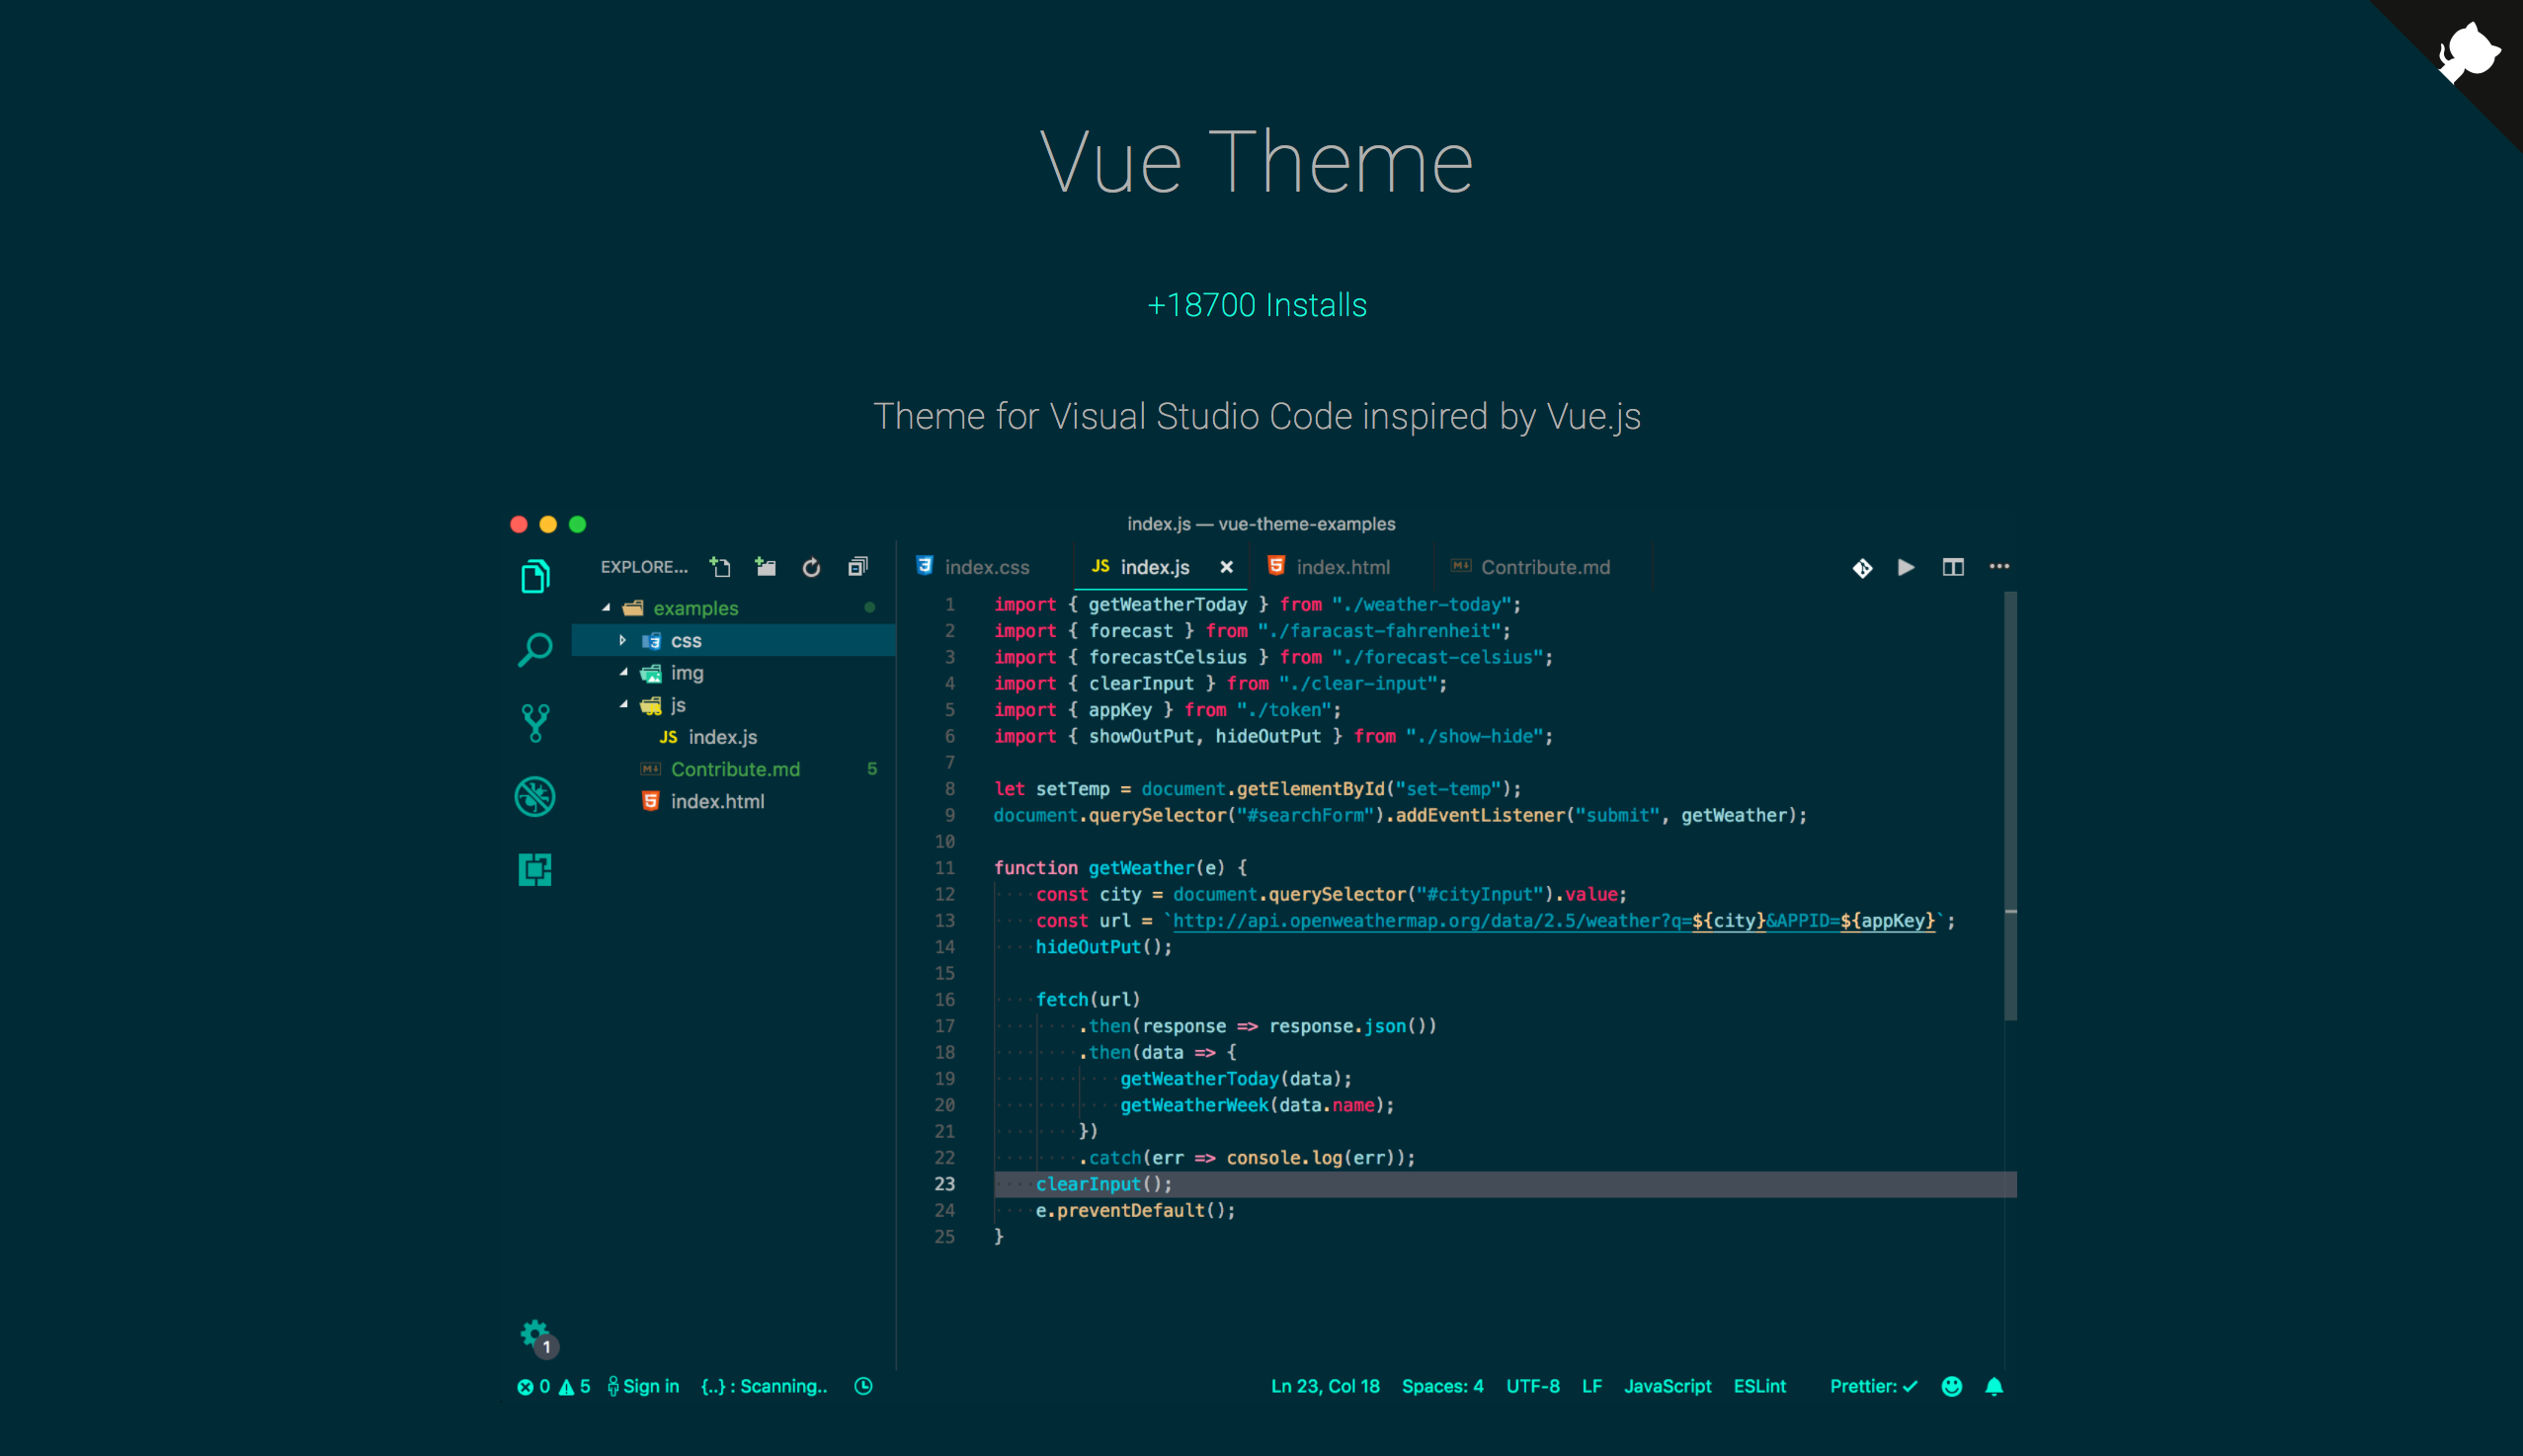 Vue Theme
+18700 Installs
Theme for Visual Studio Code inspired by Vue.js
index.js — vue-theme-examples
EXPLORE...
examples
css
img
js
JS index.js
Contribute.md 5
index.html
index.css JS index.js × index.html Contribute.md
1 import { getWeatherToday } from "./weather-today";
2 import { forecast } from "./faracast-fahrenheit";
3 import { forecastCelsius } from "./forecast-celsius";
4 import { clearInput } from "./clear-input";
5 import { appKey } from "./token";
6 import { showOutPut, hideOutPut } from "./show-hide";
7
8 let setTemp = document.getElementById("set-temp");
9 document.querySelector("#searchForm").addEventListener("submit", getWeather);
10
11 function getWeather(e) {
12 const city = document.querySelector("#cityInput").value;
13 const url = `http://api.openweathermap.org/data/2.5/weather?q=${city}&APPID=${appKey}`;
14 hideOutPut();
15
16 fetch(url)
17 .then(response => response.json())
18 .then(data => {
19 getWeatherToday(data);
20 getWeatherWeek(data.name);
21 })
22 .catch(err => console.log(err));
23 clearInput();
24 e.preventDefault();
25 }
1
0 5 Sign in {..} : Scanning.. Ln 23, Col 18 Spaces: 4 UTF-8 LF JavaScript ESLint Prettier: ✓